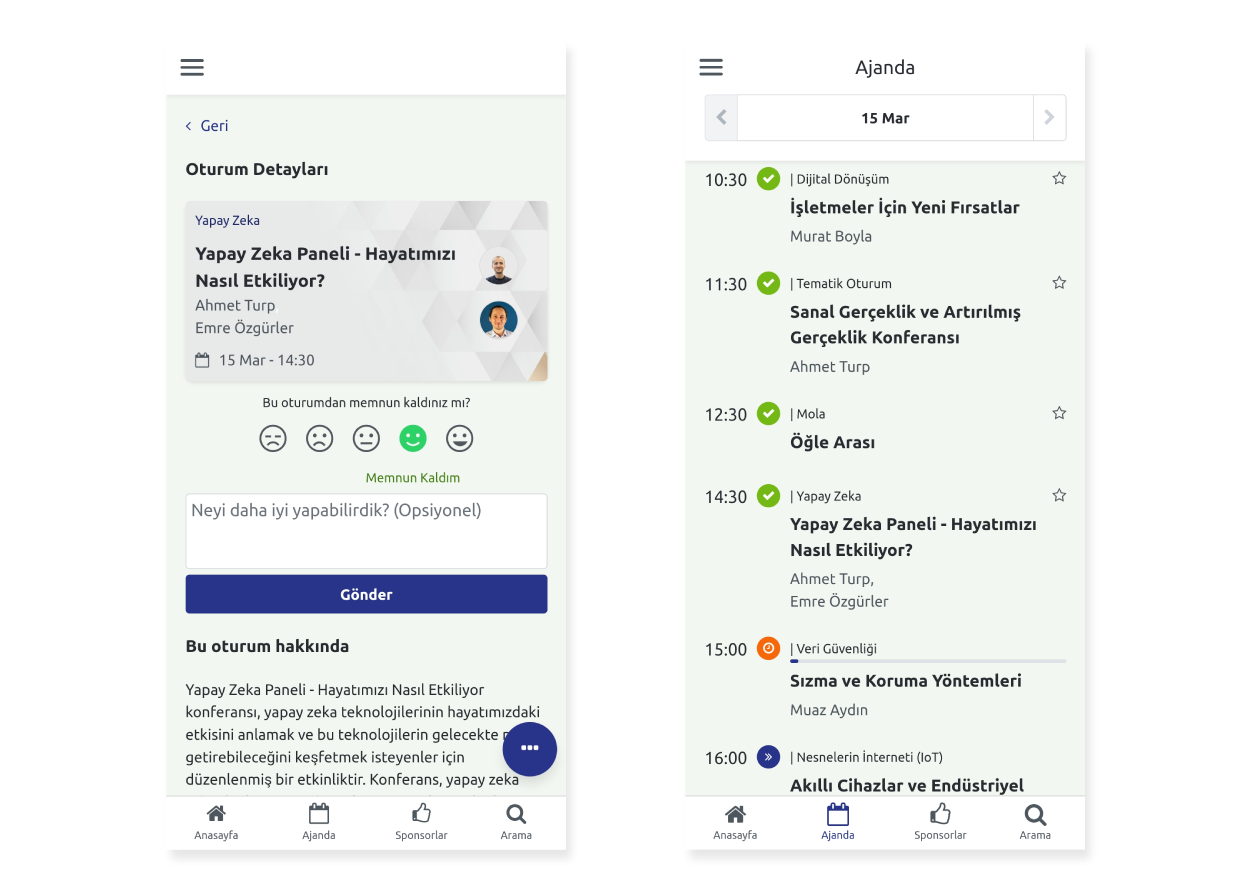 Geri
Oturum Detayları
Yapay Zeka
Yapay Zeka Paneli - Hayatımızı
Nasıl Etkiliyor?
Ahmet Turp
Emre Özgürler
15 Mar - 14:30
Bu oturumdan memnun kaldınız mı?
Memnun Kaldım
Neyi daha iyi yapabilirdik? (Opsiyonel)
Gönder
Bu oturum hakkında
Yapay Zeka Paneli - Hayatımızı Nasıl Etkiliyor
konferansı, yapay zeka teknolojilerinin hayatımızdaki
etkisini anlamak ve bu teknolojilerin gelecekte
getirebileceğini keşfetmek isteyenler için
düzenlenmiş bir etkinliktir. Konferans, yapay zeka
Anasayfa
Ajanda
Sponsorlar
Arama
Ajanda
15 Mar
10:30 | Dijital Dönüşüm
İşletmeler İçin Yeni Fırsatlar
Murat Boyla
11:30 | Tematik Oturum
Sanal Gerçeklik ve Artırılmış
Gerçeklik Konferansı
Ahmet Turp
12:30 | Mola
Öğle Arası
14:30 | Yapay Zeka
Yapay Zeka Paneli - Hayatımızı
Nasıl Etkiliyor?
Ahmet Turp,
Emre Özgürler
15:00 | Veri Güvenliği
Sızma ve Koruma Yöntemleri
Muaz Aydın
16:00 | Nesnelerin İnterneti (IoT)
Akıllı Cihazlar ve Endüstriyel
Anasayfa
Ajanda
Sponsorlar
Arama